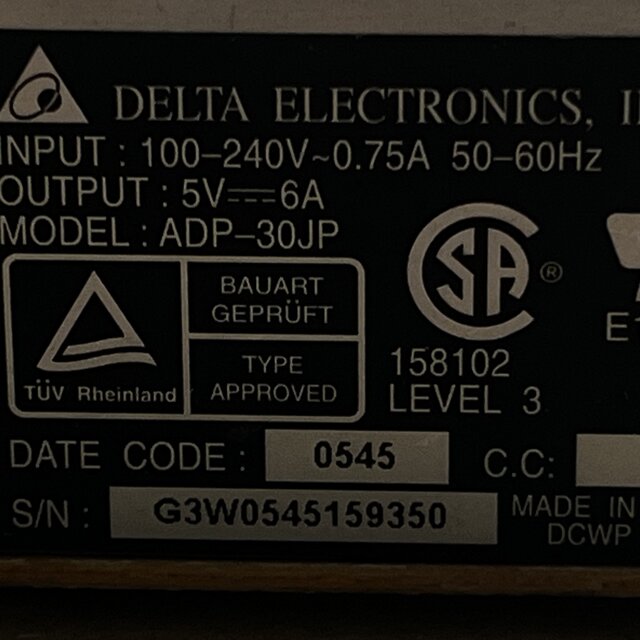 DELTA ELECTRONICS,
INPUT : 100–240V~0.75A 50–60Hz
OUTPUT : 5V⎓6A
MODEL: ADP–30JP
BAUART
GEPRÜFT
TÜV Rheinland
TYPE
APPROVED
SA ®
158102
LEVEL 3
DATE CODE : 0545 C.C:
S/N : G3W0545159350
MADE IN
DCWP